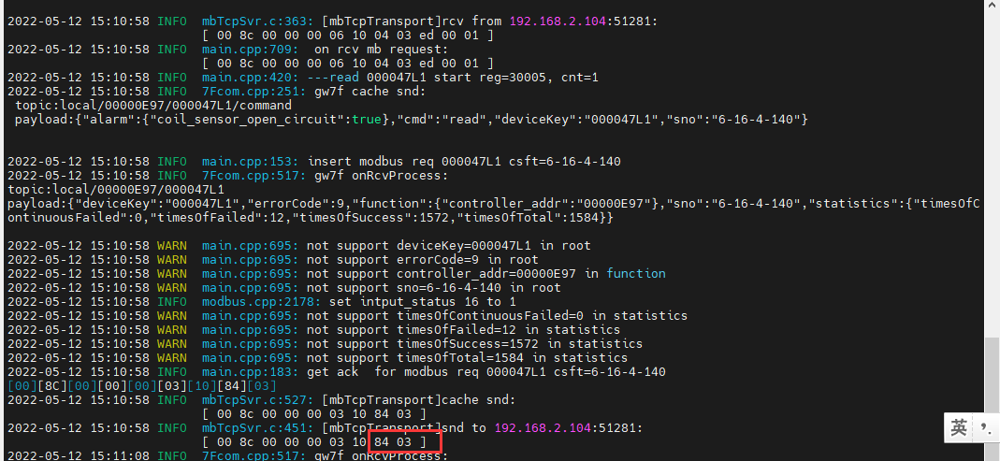 2022-05-12 15:10:58 INFO  mbTcpSvr.c:363: [mbTcpTransport]rcv from 192.168.2.104:51281:
[ 00 8c 00 00 00 06 10 04 03 ed 00 01 ]
2022-05-12 15:10:58 INFO  main.cpp:709:  on rcv mb request:
[ 00 8c 00 00 00 06 10 04 03 ed 00 01 ]
2022-05-12 15:10:58 INFO  main.cpp:420: ---read 000047L1 start reg=30005, cnt=1
2022-05-12 15:10:58 INFO  7Fcom.cpp:251: gw7f cache snd:
topic:local/00000E97/000047L1/command
payload:{"alarm":{"coil_sensor_open_circuit":true},"cmd":"read","deviceKey":"000047L1","sno":"6-16-4-140"}
2022-05-12 15:10:58 INFO  main.cpp:153: insert modbus req 000047L1 csft=6-16-4-140
2022-05-12 15:10:58 INFO  7Fcom.cpp:517: gw7f onRcvProcess:
topic:local/00000E97/000047L1
payload:{"deviceKey":"000047L1","errorCode":9,"function":{"controller_addr":"00000E97"},"sno":"6-16-4-140","statistics":{"timesOfC
ontinuousFailed":0,"timesOfFailed":12,"timesOfSuccess":1572,"timesOfTotal":1584}}
2022-05-12 15:10:58 WARN  main.cpp:695: not support deviceKey=000047L1 in root
2022-05-12 15:10:58 WARN  main.cpp:695: not support errorCode=9 in root
2022-05-12 15:10:58 WARN  main.cpp:695: not support controller_addr=00000E97 in function
2022-05-12 15:10:58 WARN  main.cpp:695: not support sno=6-16-4-140 in root
2022-05-12 15:10:58 INFO  modbus.cpp:2178: set intput_status 16 to 1
2022-05-12 15:10:58 WARN  main.cpp:695: not support timesOfContinuousFailed=0 in statistics
2022-05-12 15:10:58 WARN  main.cpp:695: not support timesOfFailed=12 in statistics
2022-05-12 15:10:58 WARN  main.cpp:695: not support timesOfSuccess=1572 in statistics
2022-05-12 15:10:58 WARN  main.cpp:695: not support timesOfTotal=1584 in statistics
2022-05-12 15:10:58 INFO  main.cpp:183: get ack  for modbus req 000047L1 csft=6-16-4-140
[00][8C][00][00][00][03][10][84][03]
2022-05-12 15:10:58 INFO  mbTcpSvr.c:527: [mbTcpTransport]cache snd:
[ 00 8c 00 00 00 03 10 84 03 ]
2022-05-12 15:10:58 INFO  mbTcpSvr.c:451: [mbTcpTransport]snd to 192.168.2.104:51281:
[ 00 8c 00 00 00 03 10 84 03 ]
2022-05-12 15:11:08 INFO  7Fcom.cpp:517: gw7f onRcvProcess:
英